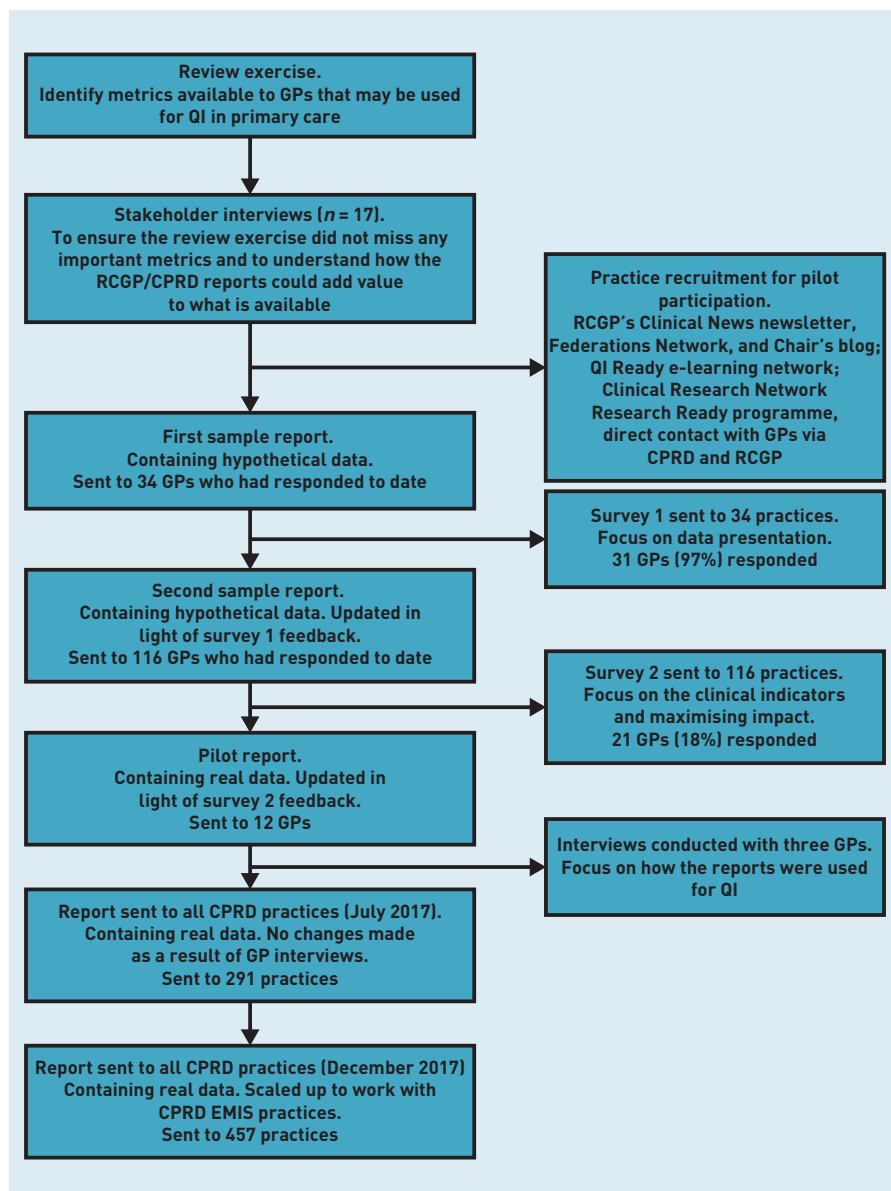 Review exercise.
Identify metrics available to GPs that may be used
for QI in primary care
Stakeholder interviews (n = 17).
To ensure the review exercise did not miss any
important metrics and to understand how the
RCGP/CPRD reports could add value
to what is available
Practice recruitment for pilot
participation.
RCGP's Clinical News newsletter,
Federations Network, and Chair's blog;
QI Ready e-learning network;
Clinical Research Network
Research Ready programme,
direct contact with GPs via
CPRD and RCGP
First sample report.
Containing hypothetical data.
Sent to 34 GPs who had responded to date
Survey 1 sent to 34 practices.
Focus on data presentation.
31 GPs (97%) responded
Second sample report.
Containing hypothetical data. Updated in
light of survey 1 feedback.
Sent to 116 GPs who had responded to date
Survey 2 sent to 116 practices.
Focus on the clinical indicators
and maximising impact.
21 GPs (18%) responded
Pilot report.
Containing real data. Updated in
light of survey 2 feedback.
Sent to 12 GPs
Interviews conducted with three GPs.
Focus on how the reports were used
for QI
Report sent to all CPRD practices (July 2017).
Containing real data. No changes made
as a result of GP interviews.
Sent to 291 practices
Report sent to all CPRD practices (December 2017)
Containing real data. Scaled up to work with
CPRD EMIS practices.
Sent to 457 practices